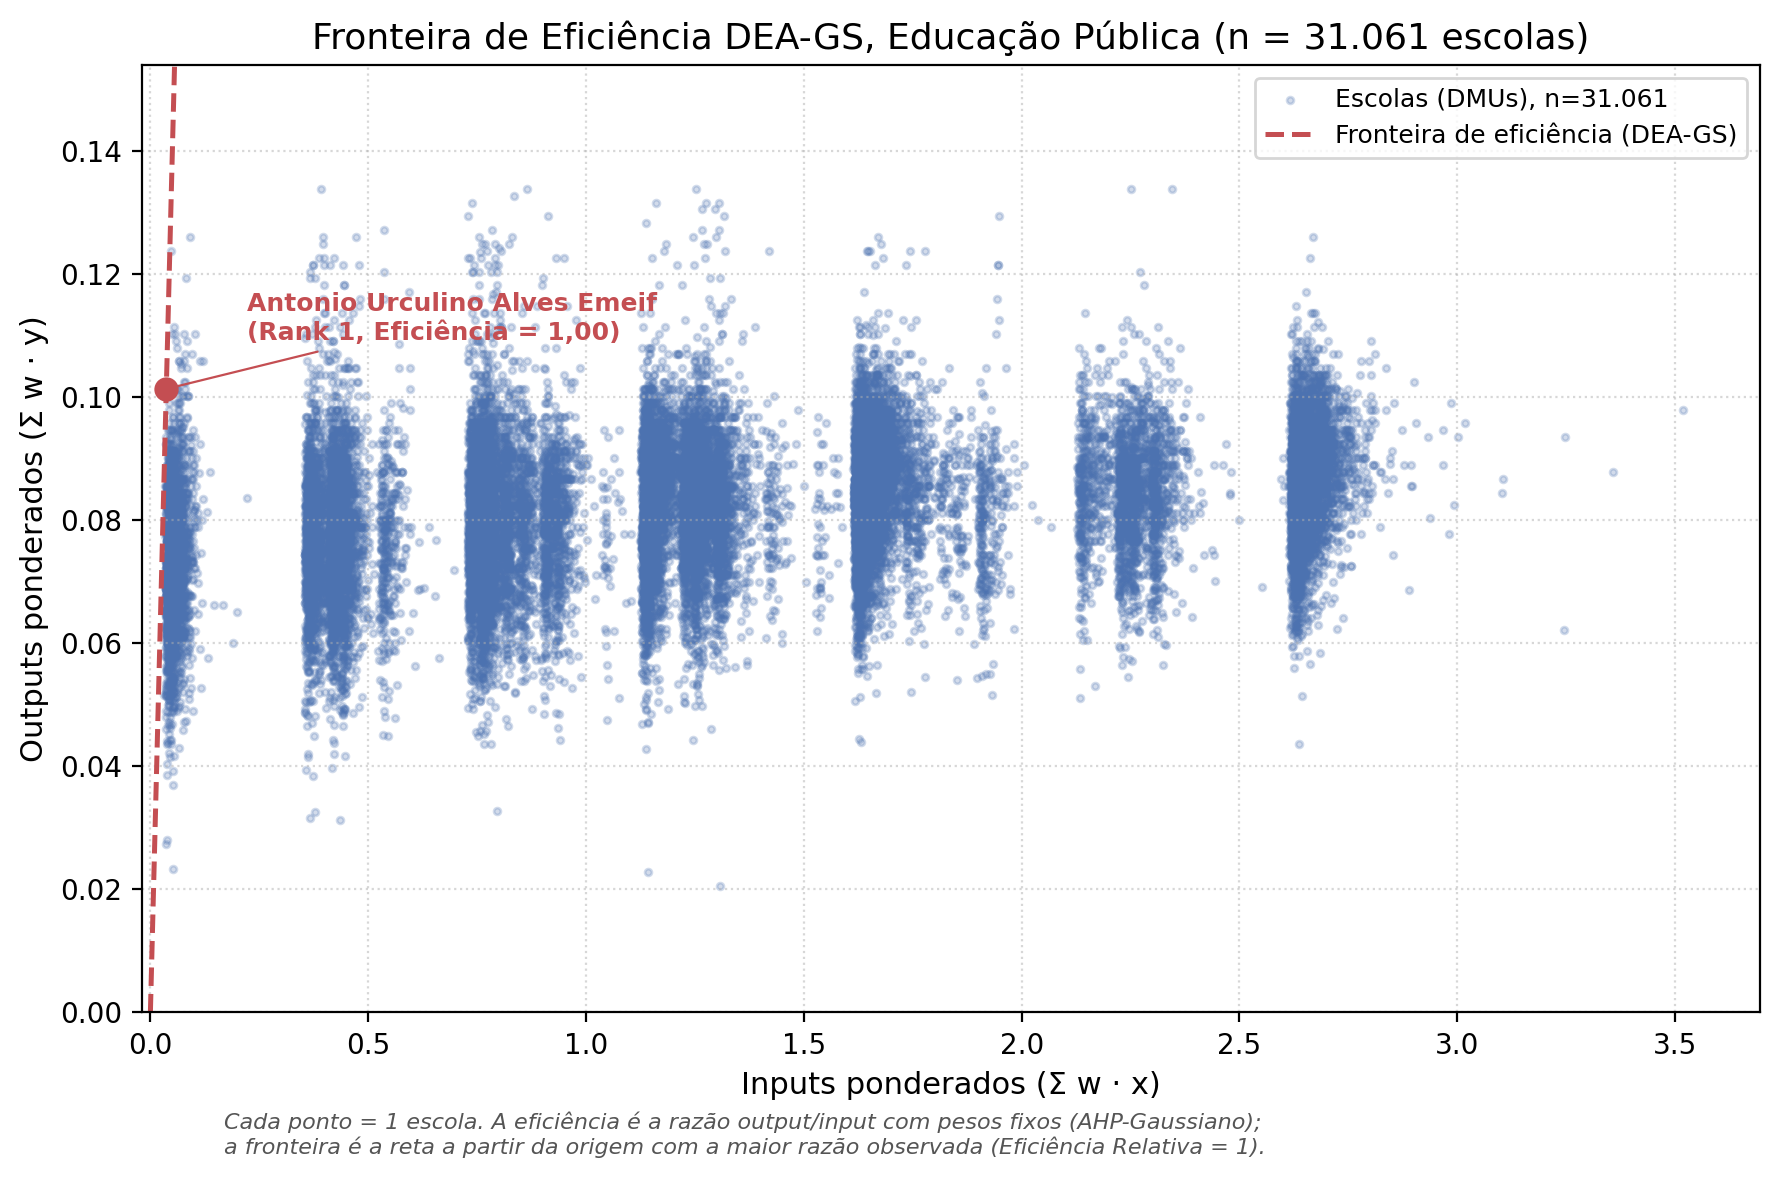 Fronteira de Eficiência DEA-GS, Educação Pública (n = 31.061 escolas)
Escolas (DMUs), n=31.061
Fronteira de eficiência (DEA-GS)
Antonio Urculino Alves Emeif
(Rank 1, Eficiência = 1,00)
Outputs ponderados (Σ w · y)
0.14
0.12
0.10
0.08
0.06
0.04
0.02
0.00
0.0 0.5 1.0 1.5 2.0 2.5 3.0 3.5
Inputs ponderados (Σ w · x)
Cada ponto = 1 escola. A eficiência é a razão output/input com pesos fixos (AHP-Gaussiano);
a fronteira é a reta a partir da origem com a maior razão observada (Eficiência Relativa = 1).